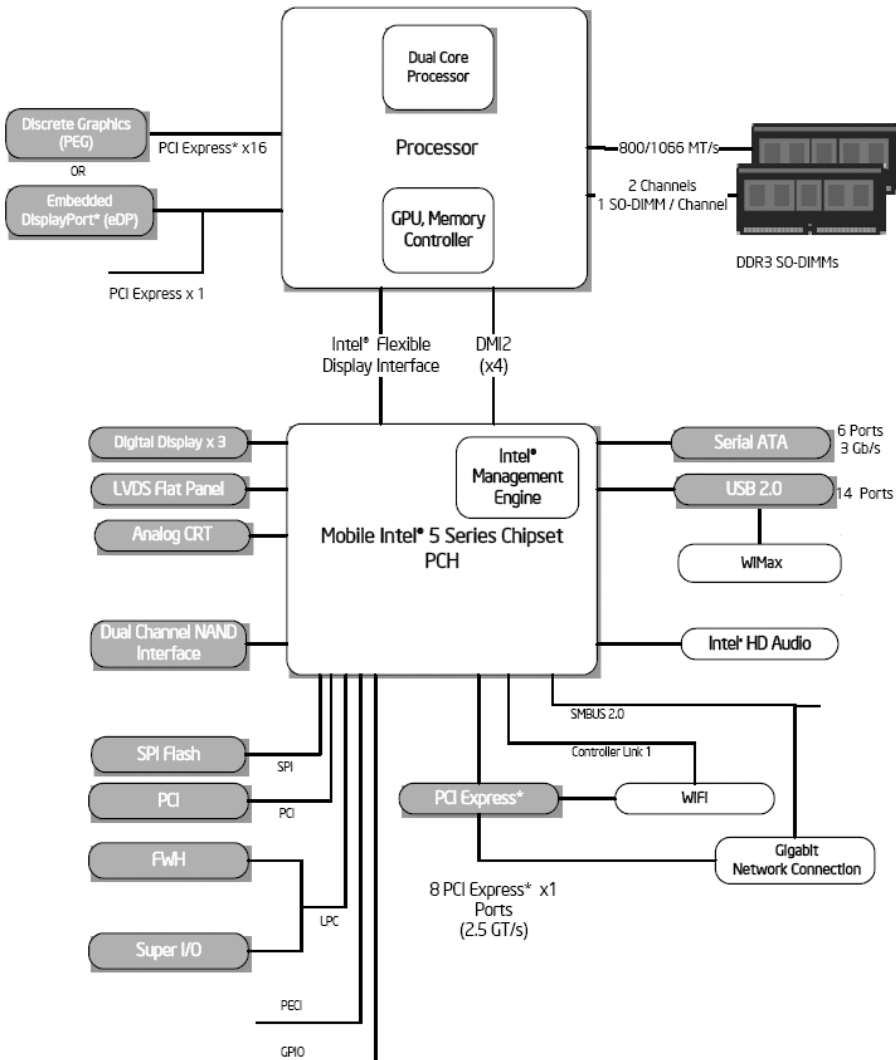 Dual Core
Processor
Discrete Graphics
(PEG)
PCI Express* x16
OR
Embedded
DisplayPort* (eDP)
PCI Express x 1
Processor
GPU, Memory
Controller
800/1066 MT/s
2 Channels
1 SO-DIMM / Channel
DDR3 SO-DIMMs
Intel® Flexible
Display Interface
DMI2
(x4)
Digital Display x 3
LVDS Flat Panel
Analog CRT
Dual Channel NAND
Interface
Intel®
Management
Engine
Mobile Intel® 5 Series Chipset
PCH
Serial ATA
6 Ports
3 Gb/s
USB 2.0
14 Ports
WiMax
Intel® HD Audio
SMBUS 2.0
Controller Link 1
SPI Flash
SPI
PCI
PCI
FWH
LPC
Super I/O
PECI
GPIO
PCI Express*
WIFI
Gigabit
Network Connection
8 PCI Express* x1
Ports
(2.5 GT/s)